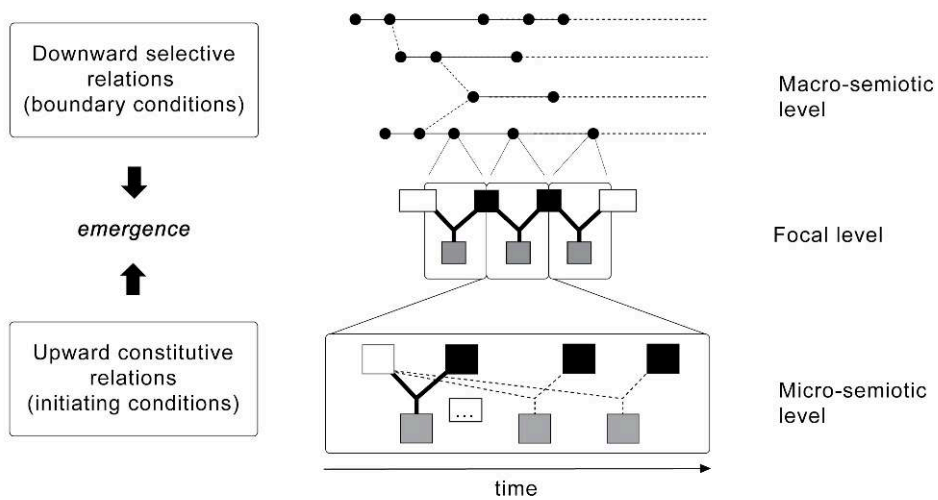 Downward selective
relations
(boundary conditions)
Macro-semiotic
level
emergence
Focal level
Upward constitutive
relations
(initiating conditions)
...
Micro-semiotic
level
time